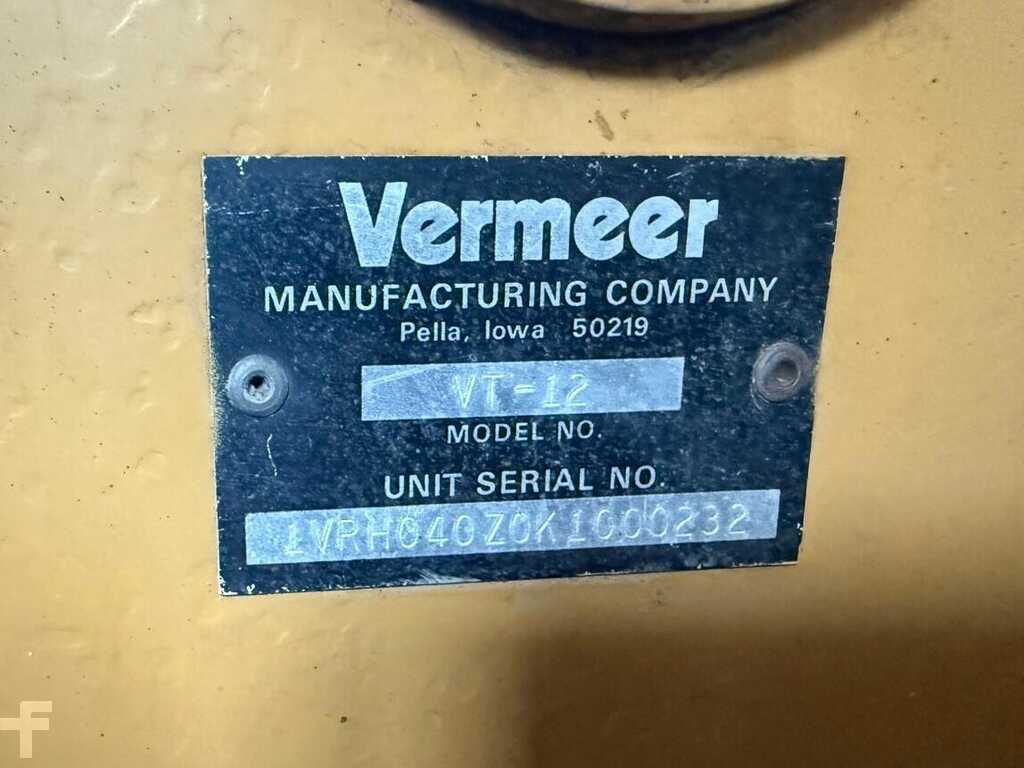 Vermeer
MANUFACTURING COMPANY
Pella, Iowa 50219
VT-12
MODEL NO.
UNIT SERIAL NO.
1VRH040Z0K1000232